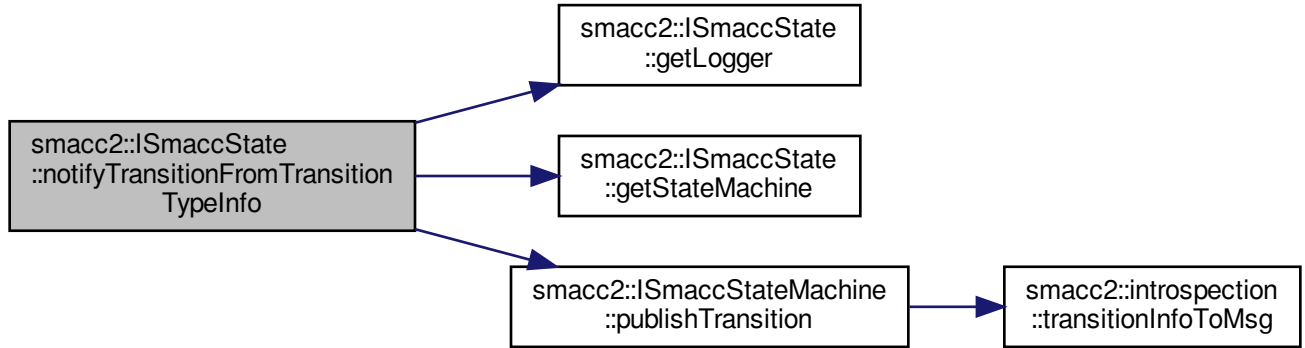 smacc2::ISmaccState
::getLogger
smacc2::ISmaccState
::notifyTransitionFromTransition
TypeInfo
smacc2::ISmaccState
::getStateMachine
smacc2::ISmaccStateMachine
::publishTransition
smacc2::introspection
::transitionInfoToMsg